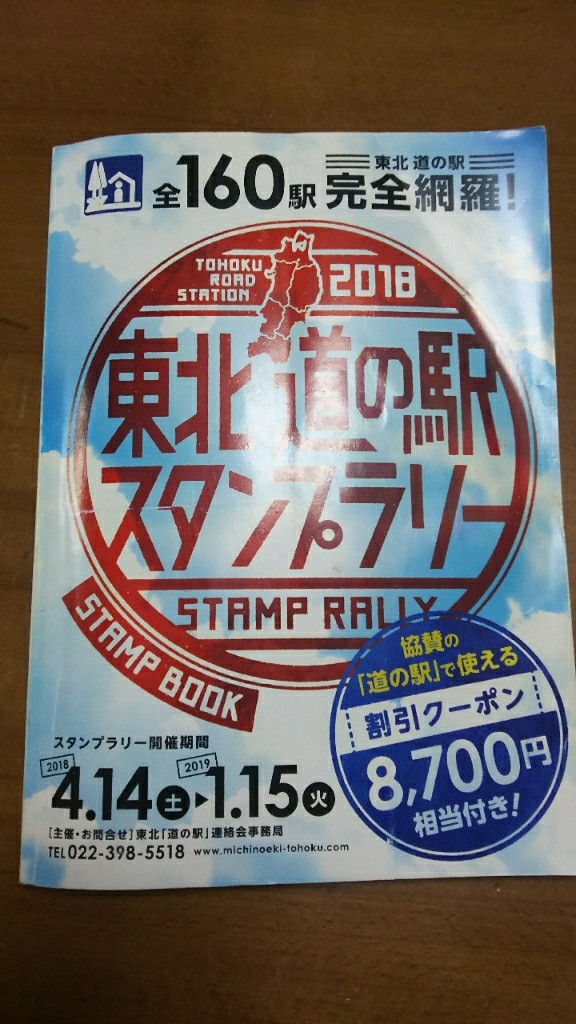 全160駅
東北 道の駅
完全網羅!
TOHOKU
ROAD
STATION
2018
東北 道の駅
スタンプラリー
STAMP RALLY
STAMP BOOK
協賛の
「道の駅」で使える
割引クーポン
8,700円
相当付き!
スタンプラリー開催期間
2018
4.14土
2019
▶1.15火
[主催・お問合せ]東北「道の駅」連絡会事務局
TEL 022-398-5518 www.michinoeki-tohoku.com